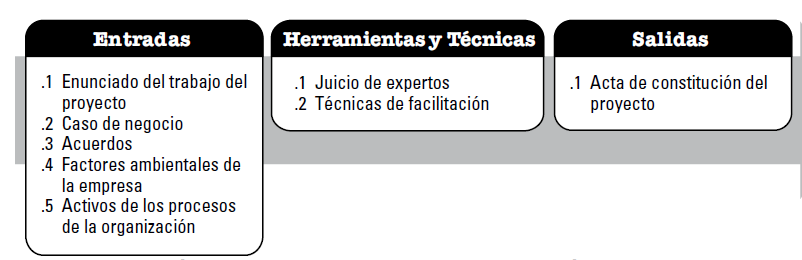 Entradas
.1 Enunciado del trabajo del
proyecto
.2 Caso de negocio
.3 Acuerdos
.4 Factores ambientales de
la empresa
.5 Activos de los procesos
de la organización
Herramientas y Técnicas
.1 Juicio de expertos
.2 Técnicas de facilitación
Salidas
.1 Acta de constitución del
proyecto